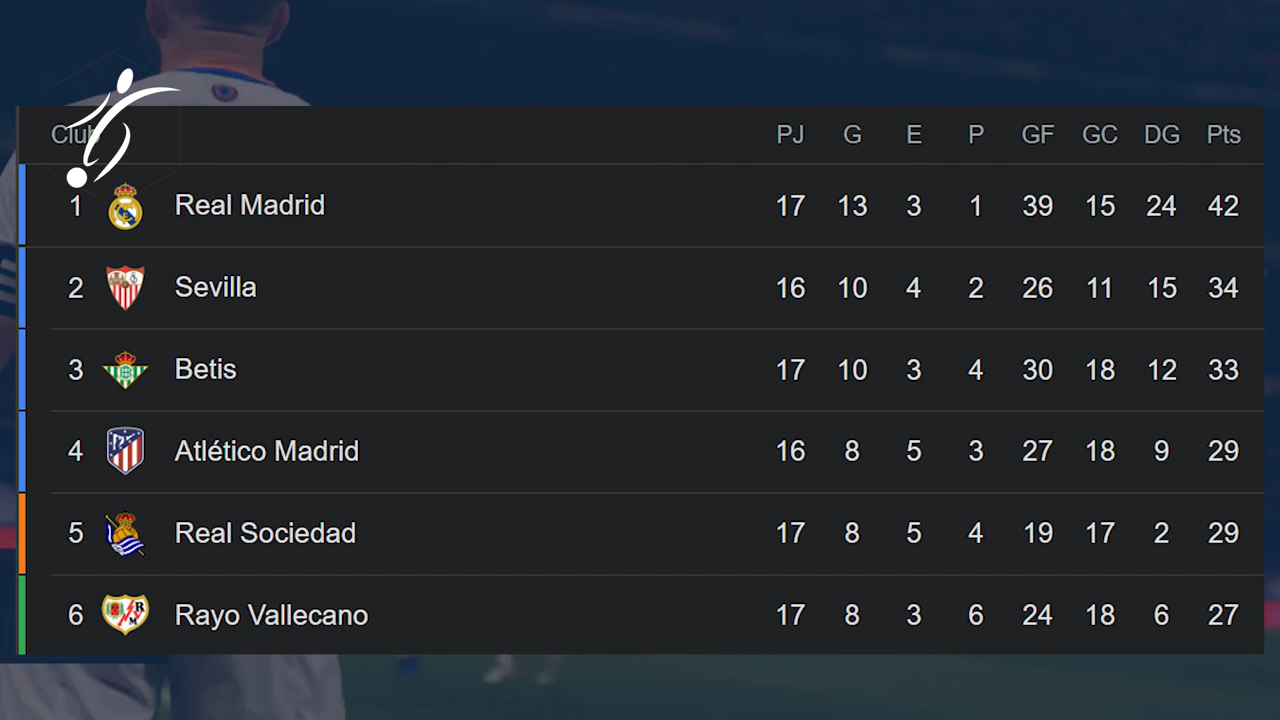 Club PJ G E P GF GC DG Pts
1 Real Madrid 17 13 3 1 39 15 24 42
2 Sevilla 16 10 4 2 26 11 15 34
3 Betis 17 10 3 4 30 18 12 33
4 Atlético Madrid 16 8 5 3 27 18 9 29
5 Real Sociedad 17 8 5 4 19 17 2 29
6 Rayo Vallecano 17 8 3 6 24 18 6 27